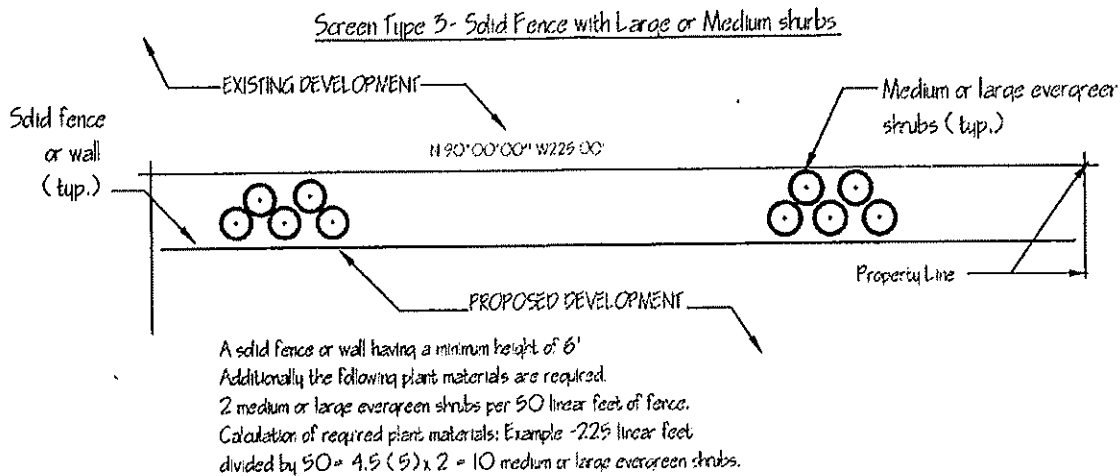 Screen Type 3- Solid Fence with Large or Medium shurbs
EXISTING DEVELOPMENT
Medium or large evergreen
shrubs (typ.)
Solid fence
or wall
(typ.)
N 90°00'00" W 225.00'
Property Line
PROPOSED DEVELOPMENT
A solid fence or wall having a minimum height of 6'
Additionally the following plant materials are required.
2 medium or large evergreen shrubs per 50 linear feet of fence.
Calculation of required plant materials: Example -225 linear feet
divided by 50= 4.5 (5) x 2 = 10 medium or large evergreen shrubs.